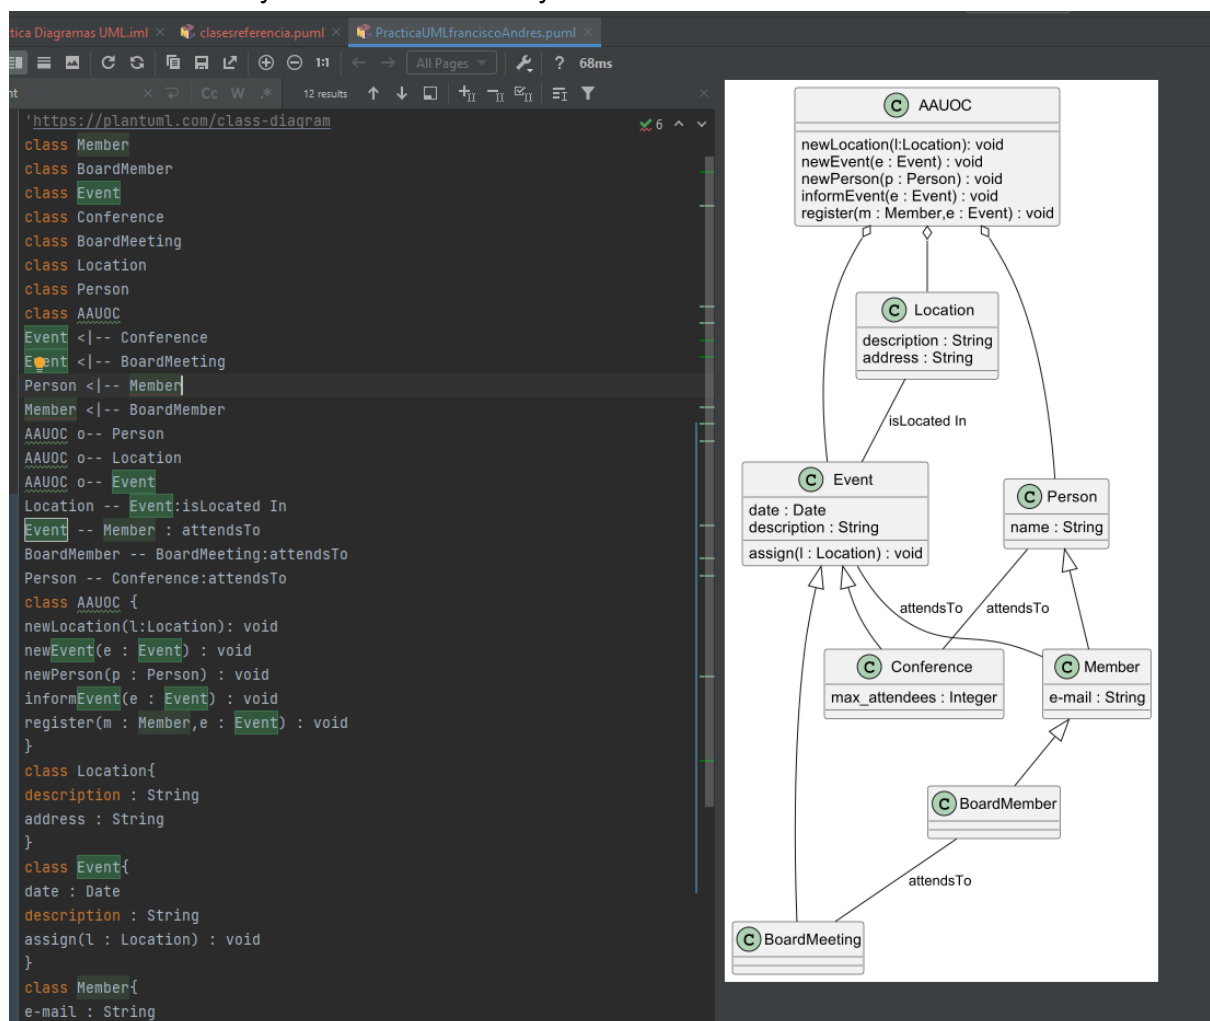 tica Diagramas UML.iml
clasesreferencia.puml
PracticaUMLfranciscoAndres.puml
1:1
All Pages
?
68ms
nt
Cc
W
.*
12 results
'https://plantuml.com/class-diagram
6
class Member
class BoardMember
class Event
class Conference
class BoardMeeting
class Location
class Person
class AAUOC
Event <|-- Conference
Event <|-- BoardMeeting
Person <|-- Member
Member <|-- BoardMember
AAUOC o-- Person
AAUOC o-- Location
AAUOC o-- Event
Location -- Event:isLocated In
Event -- Member : attendsTo
BoardMember -- BoardMeeting:attendsTo
Person -- Conference:attendsTo
class AAUOC {
newLocation(l:Location): void
newEvent(e : Event) : void
newPerson(p : Person) : void
informEvent(e : Event) : void
register(m : Member,e : Event) : void
}
class Location{
description : String
address : String
}
class Event{
date : Date
description : String
assign(l : Location) : void
}
class Member{
e-mail : String
C AAUOC
newLocation(l:Location): void
newEvent(e : Event) : void
newPerson(p : Person) : void
informEvent(e : Event) : void
register(m : Member,e : Event) : void
C Location
description : String
address : String
isLocated In
C Event
date : Date
description : String
assign(l : Location) : void
C Person
name : String
attendsTo
attendsTo
C Conference
max_attendees : Integer
C Member
e-mail : String
C BoardMember
attendsTo
C BoardMeeting